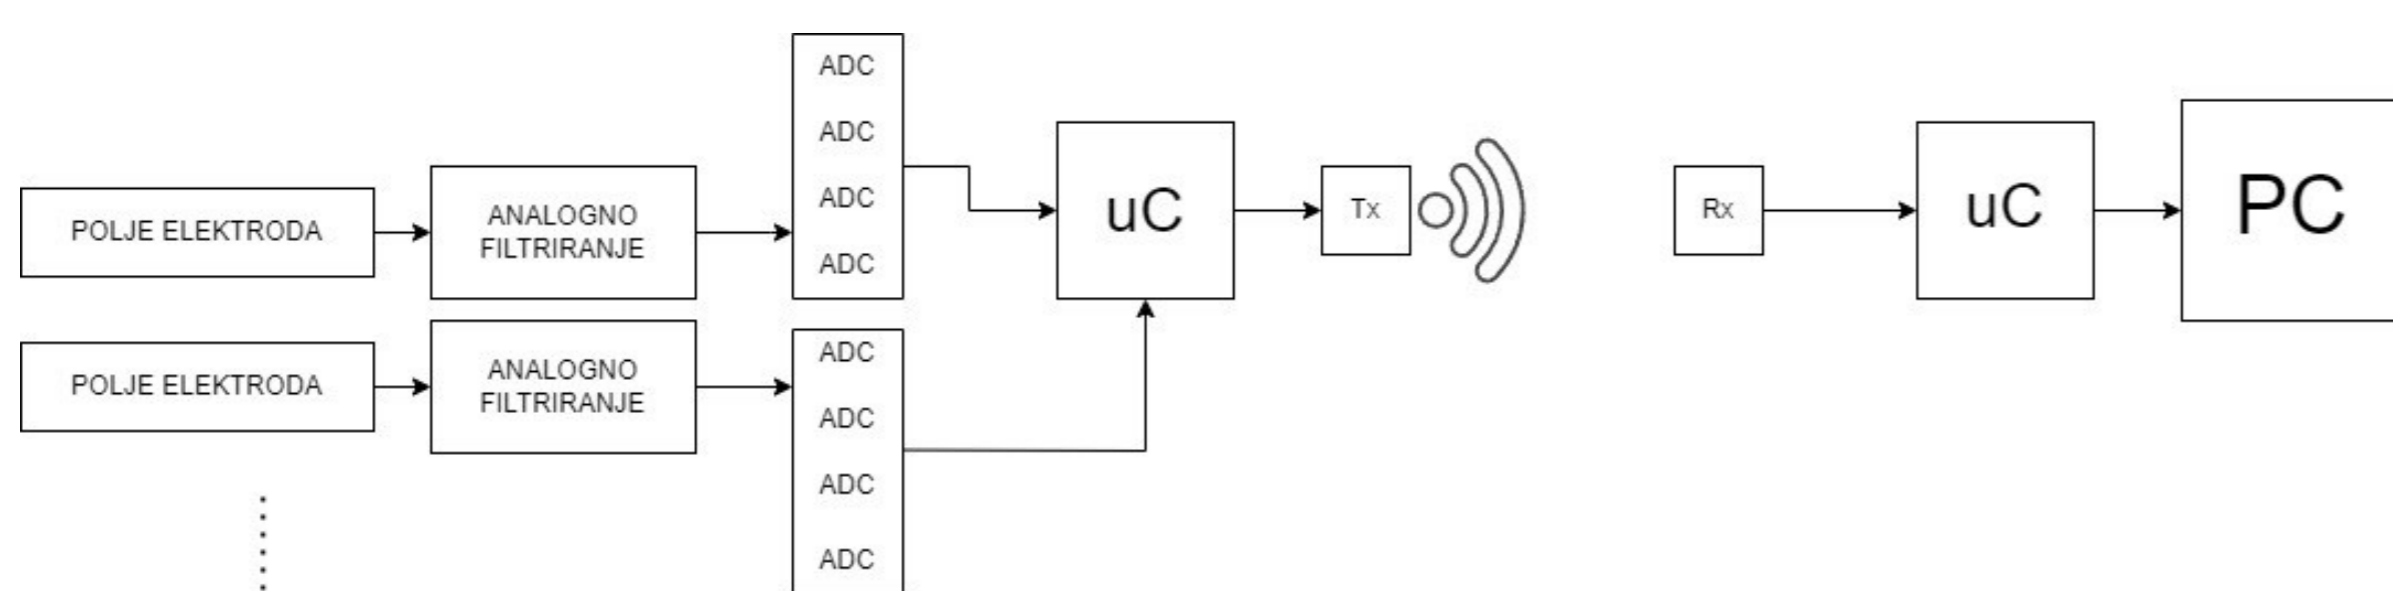 POLJE ELEKTRODA
ANALOGNO
FILTRIRANJE
ADC
ADC
ADC
ADC
uC
Tx
Rx
uC
PC
POLJE ELEKTRODA
ANALOGNO
FILTRIRANJE
ADC
ADC
ADC
ADC